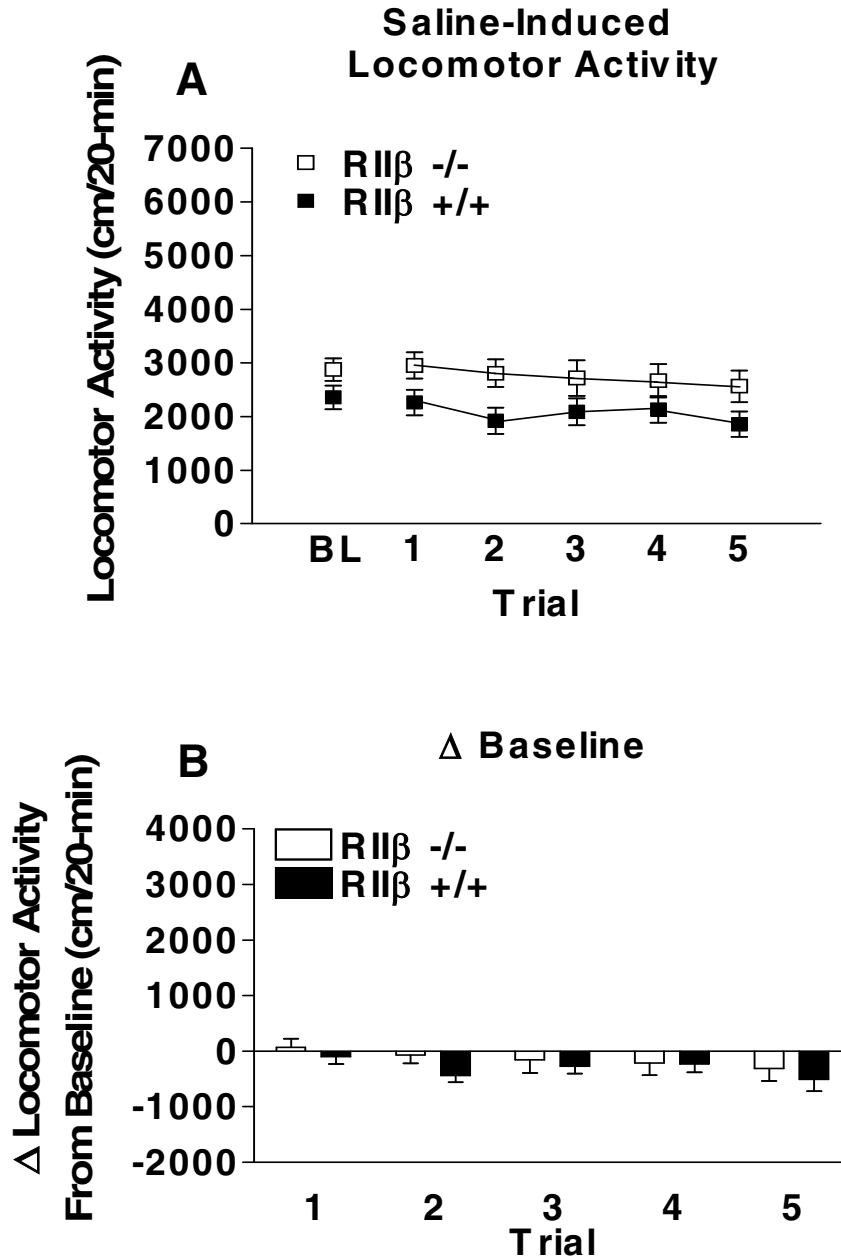 Saline-Induced
Locomotor Activity
A
Locomotor Activity (cm/20-min)
7000
6000
5000
4000
3000
2000
1000
0
RIIβ -/-
RIIβ +/+
BL 1 2 3 4 5
Trial
B
Δ Baseline
Δ Locomotor Activity
From Baseline (cm/20-min)
4000
3000
2000
1000
0
-1000
-2000
RIIβ -/-
RIIβ +/+
1 2 3 4 5
Trial